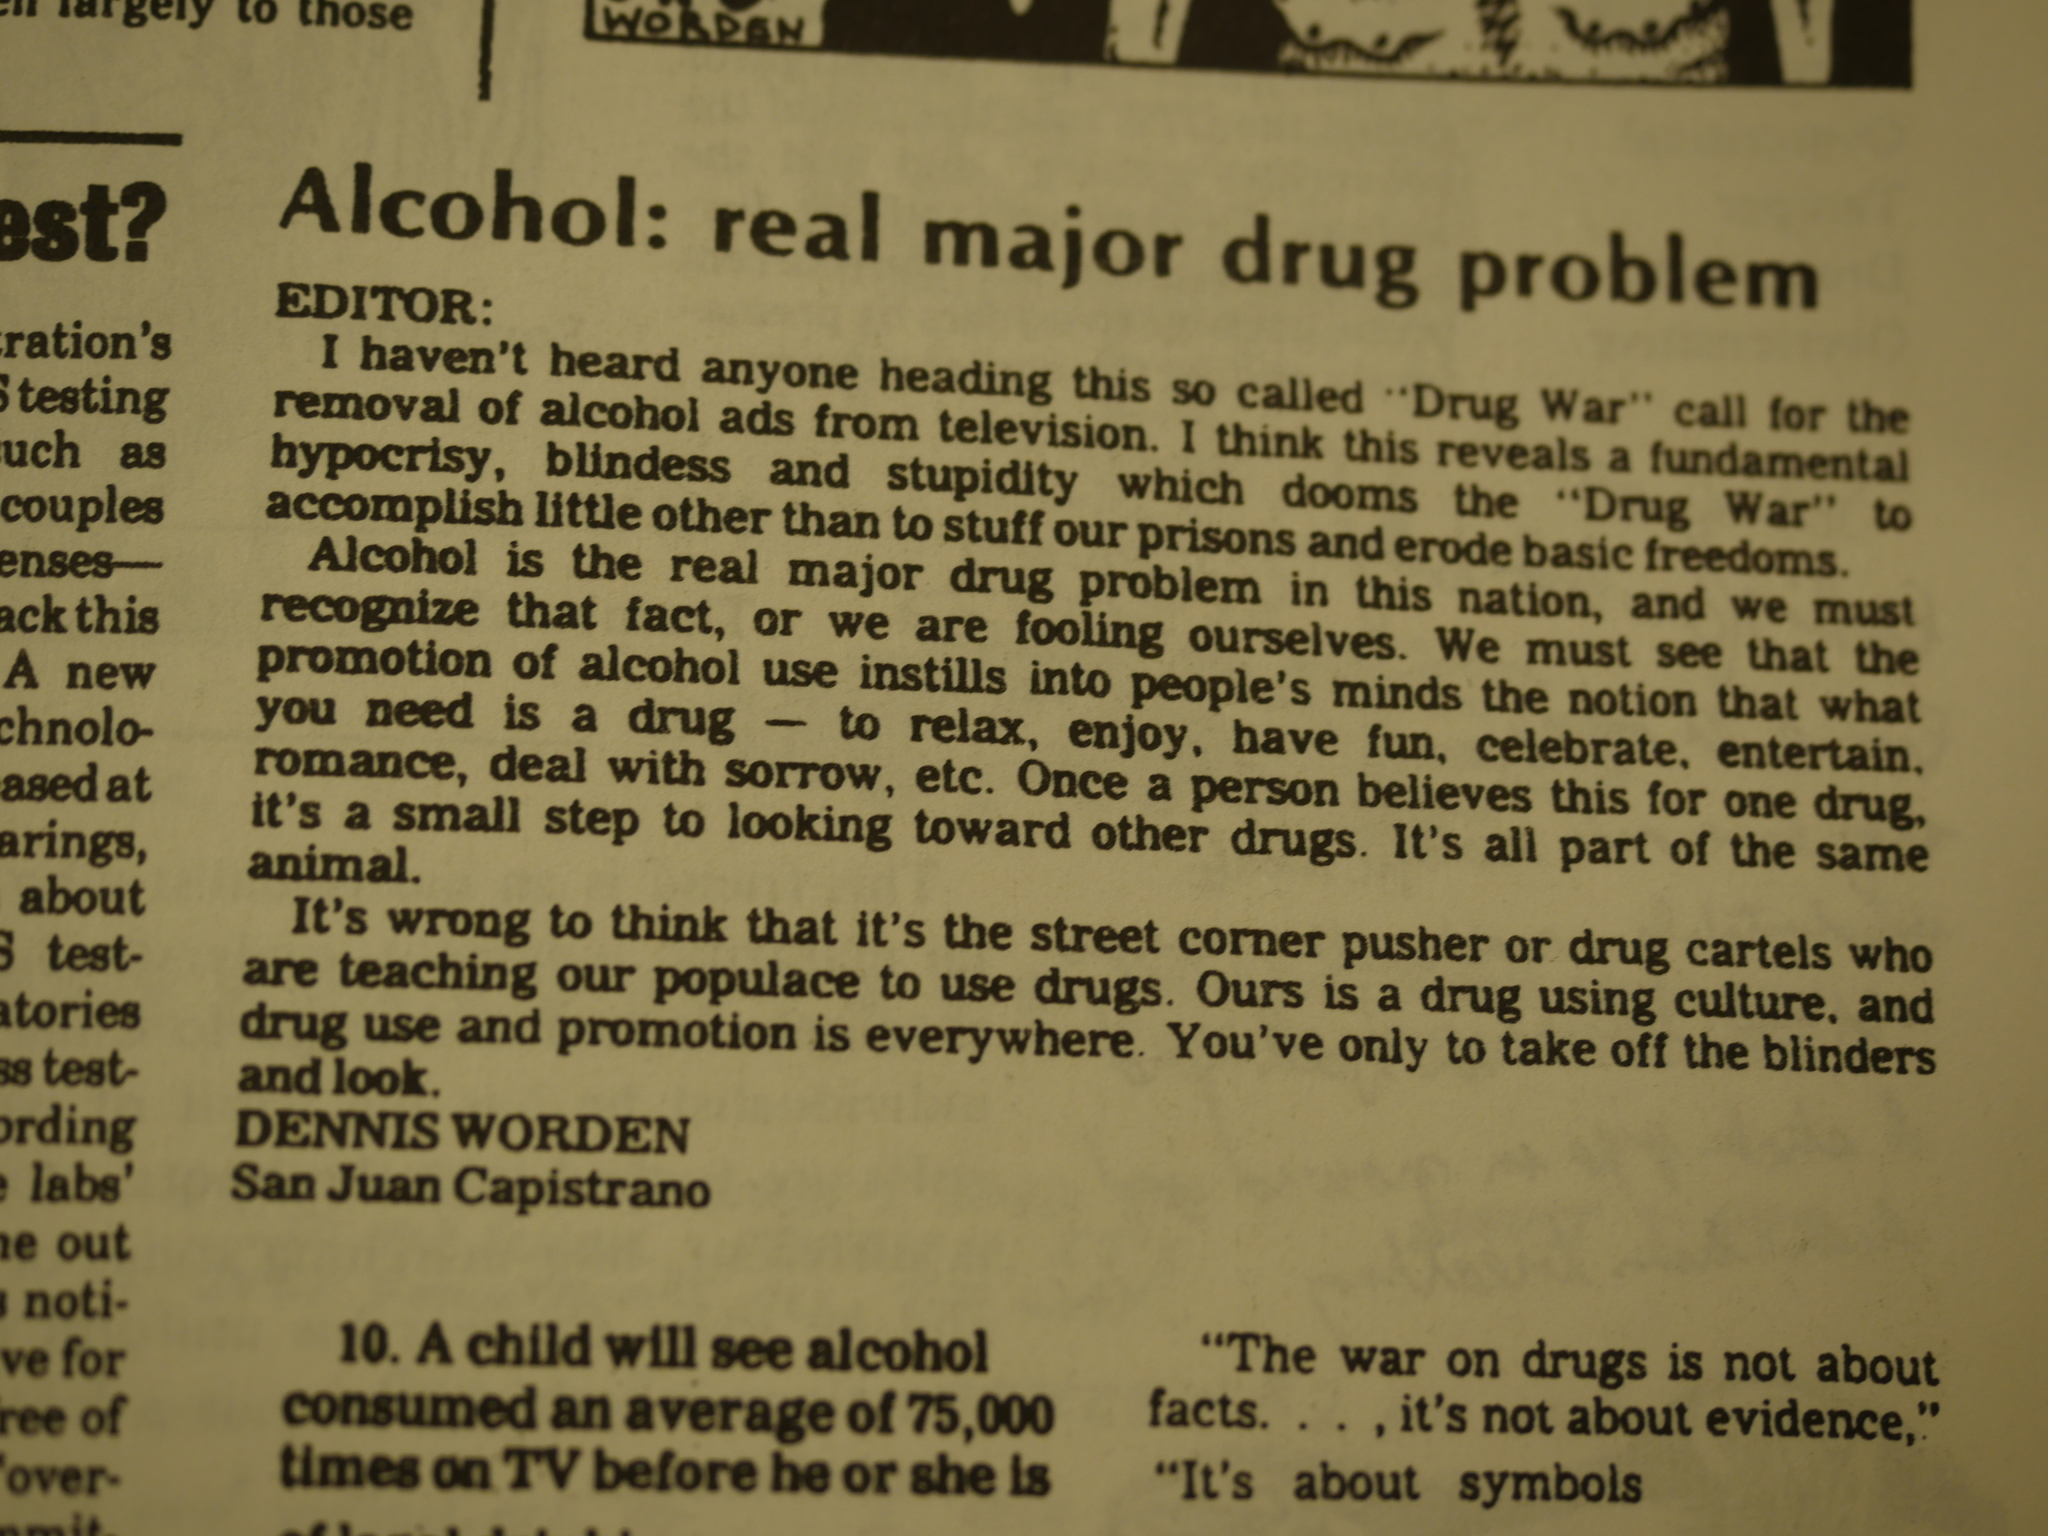 largely to those
WORDEN
est?
ration's
testing
uch as
couples
enses—
ack this
A new
chnolo-
ased at
arings,
about
S test-
atories
ss test-
ording
labs'
ne out
s noti-
ve for
ree of
over-
Alcohol: real major drug problem
EDITOR:
I haven't heard anyone heading this so called "Drug War" call for the
removal of alcohol ads from television. I think this reveals a fundamental
hypocrisy, blindess and stupidity which dooms the "Drug War" to
accomplish little other than to stuff our prisons and erode basic freedoms.
Alcohol is the real major drug problem in this nation, and we must
recognize that fact, or we are fooling ourselves. We must see that the
promotion of alcohol use instills into people's minds the notion that what
you need is a drug — to relax, enjoy, have fun, celebrate, entertain,
romance, deal with sorrow, etc. Once a person believes this for one drug,
it's a small step to looking toward other drugs. It's all part of the same
animal.
It's wrong to think that it's the street corner pusher or drug cartels who
are teaching our populace to use drugs. Ours is a drug using culture, and
drug use and promotion is everywhere. You've only to take off the blinders
and look.
DENNIS WORDEN
San Juan Capistrano
10. A child will see alcohol
consumed an average of 75,000
times on TV before he or she is
"The war on drugs is not about
facts. . . . , it's not about evidence,"
"It's about symbols